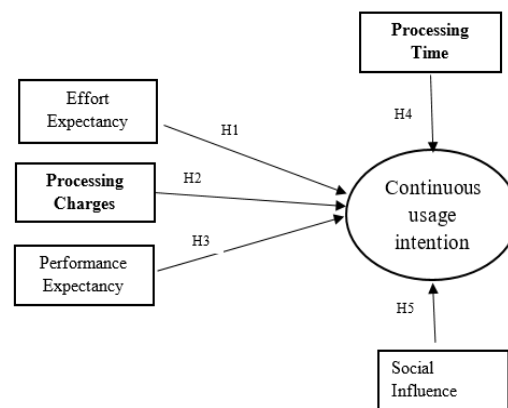 Processing
Time
H4
Effort
Expectancy
H1
Processing
Charges
H2
Continuous
usage
intention
Performance
Expectancy
H3
H5
Social
Influence